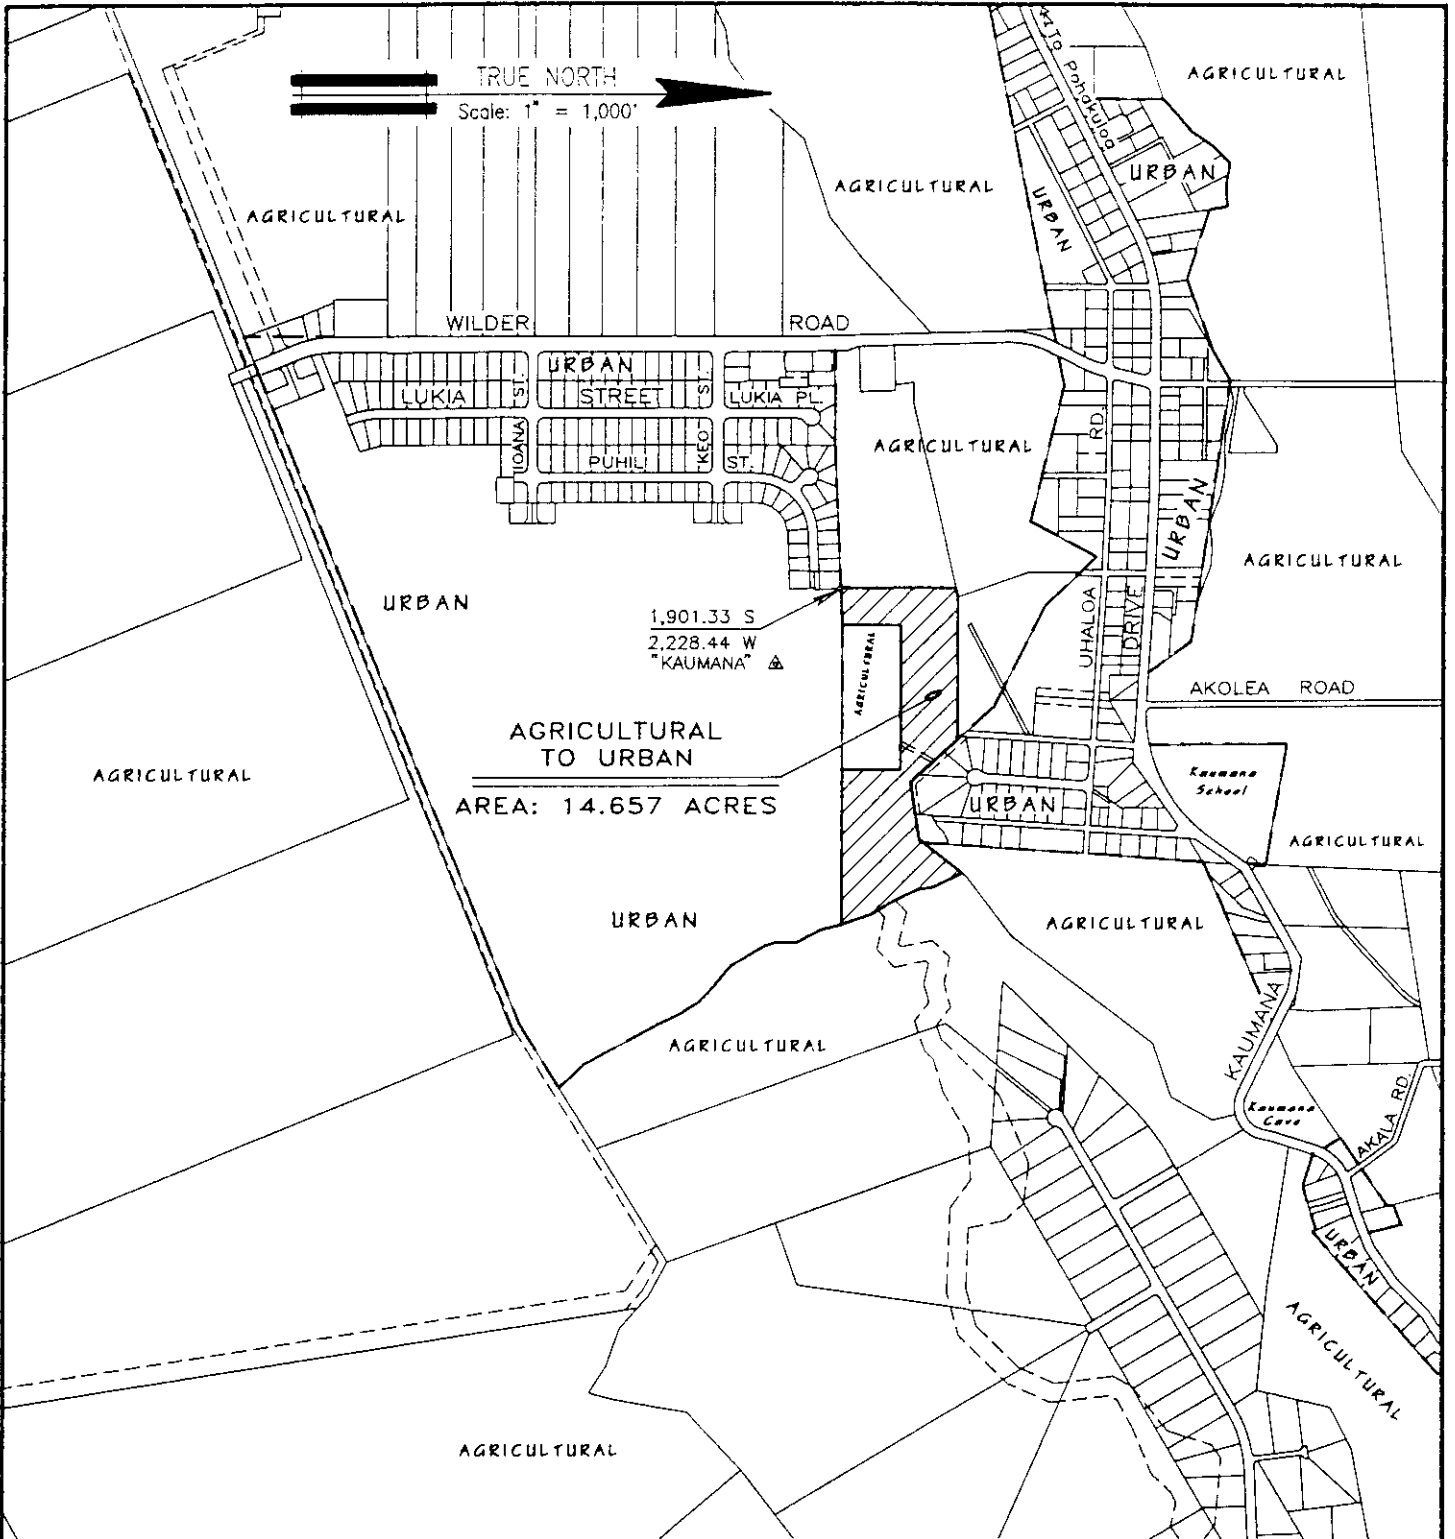 TRUE NORTH
Scale: 1" = 1,000'
To Pohakuloa
AGRICULTURAL
URBAN
AGRICULTURAL
URBAN
AGRICULTURAL
WILDER ROAD
URBAN
LUKIA STREET
LUKIA PL.
IOANA ST.
KEO ST.
PUHILI ST.
AGRICULTURAL
UHALOA RD.
URBAN
AGRICULTURAL
DRIVE
URBAN
1,901.33 S
2,228.44 W
"KAUMANA"
AGRICULTURAL
AKOLEA ROAD
AGRICULTURAL
TO URBAN
AREA: 14.657 ACRES
AGRICULTURAL
Kaumana
School
URBAN
AGRICULTURAL
URBAN
AGRICULTURAL
KAUMANA
AGRICULTURAL
Kaumana
Cave
AKALA RD.
URBAN
AGRICULTURAL
AGRICULTURAL